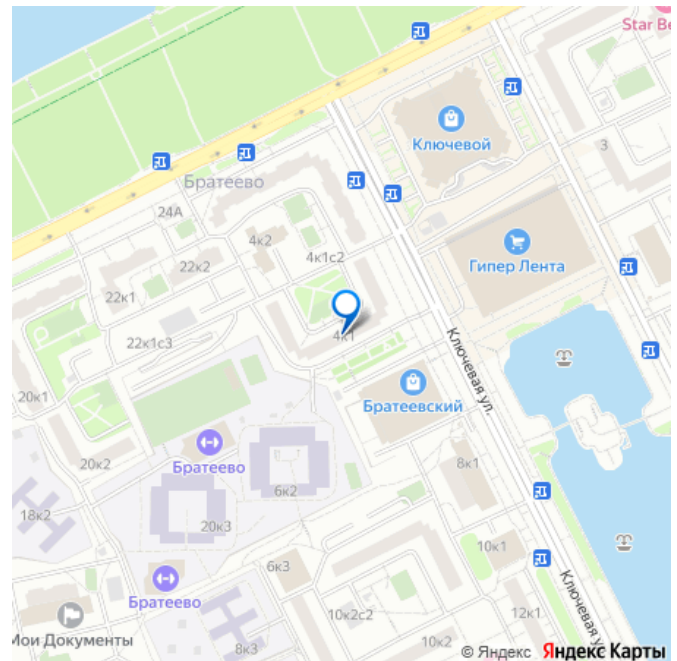 Star Be
Ключевой
3
Братеево
24А
4к2
4к1с2
22к2
Гипер Лента
22к1
4к1
22к1с3
Ключевая ул.
20к1
Братеевский
Братеево
20к2
8к1
6к2
18к2
20к3
10к1
6к3
Братеево
Ключевая у
10к2с2
12к1
Мои Документы
8к3
10к2
© Яндекс Яндекс Карты